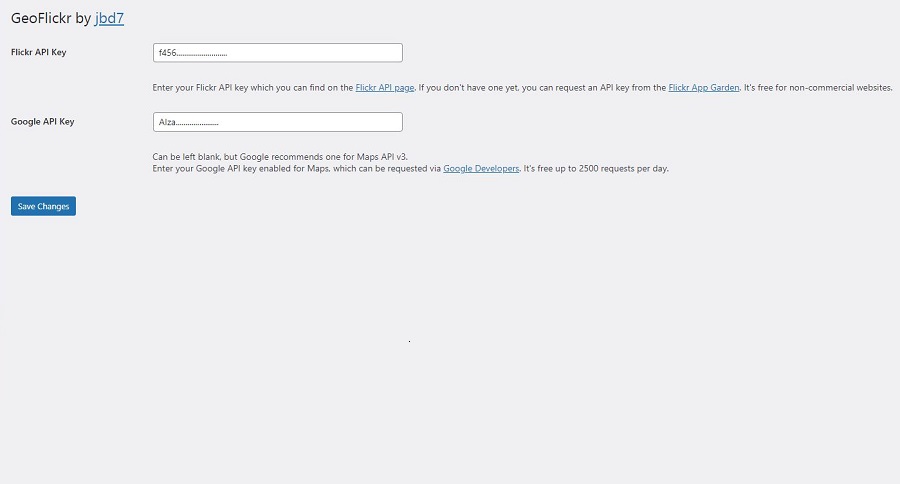 GeoFlickr by jbd7
Flickr API Key
f456..........................
Enter your Flickr API key which you can find on the Flickr API page. If you don't have one yet, you can request an API key from the Flickr App Garden. It's free for non-commercial websites.
Google API Key
AIza......................
Can be left blank, but Google recommends one for Maps API v3.
Enter your Google API key enabled for Maps, which can be requested via Google Developers. It's free up to 2500 requests per day.
Save Changes